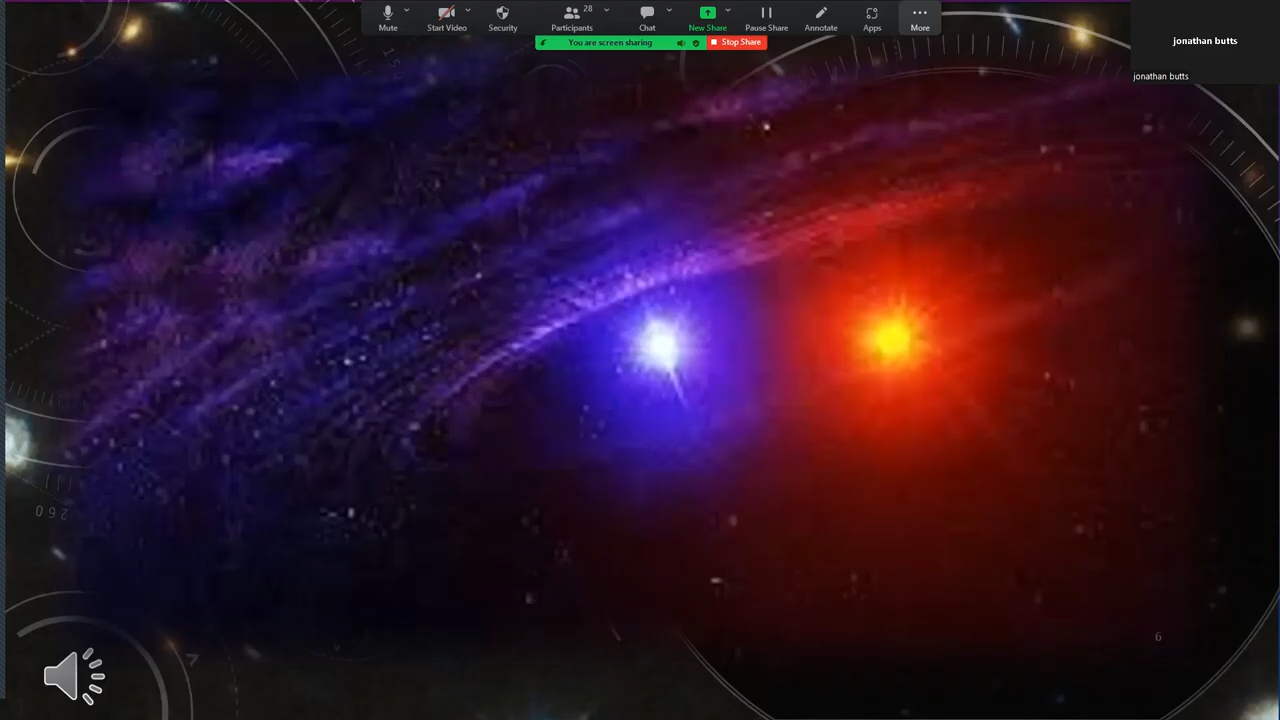 Mute
Start Video
Security
Participants
28
Chat
New Share
Pause Share
Annotate
Apps
More
You are screen sharing
Stop Share
jonathan butts
jonathan butts
260
6